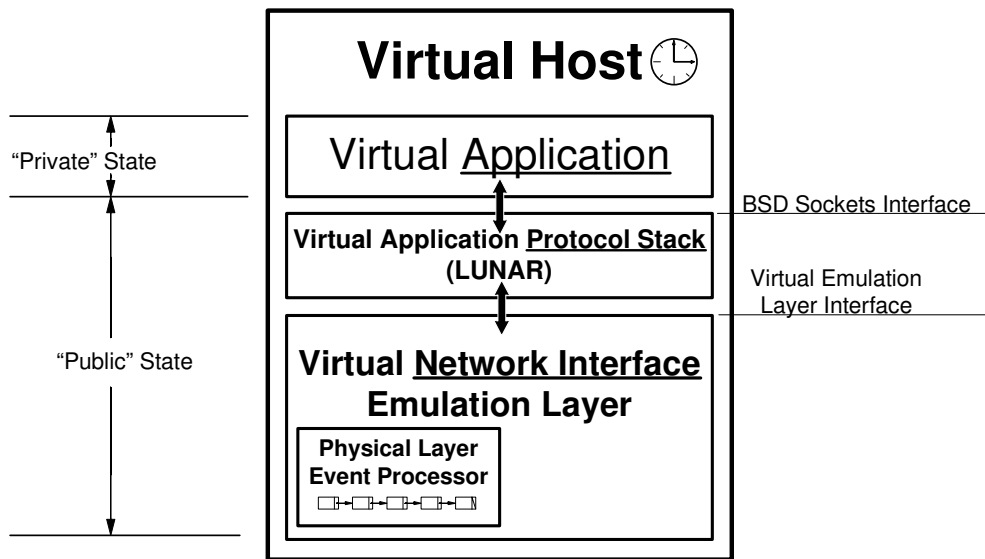 Virtual Host
Virtual Application
“Private” State
BSD Sockets Interface
Virtual Application Protocol Stack
(LUNAR)
Virtual Emulation
Layer Interface
“Public” State
Virtual Network Interface
Emulation Layer
Physical Layer
Event Processor